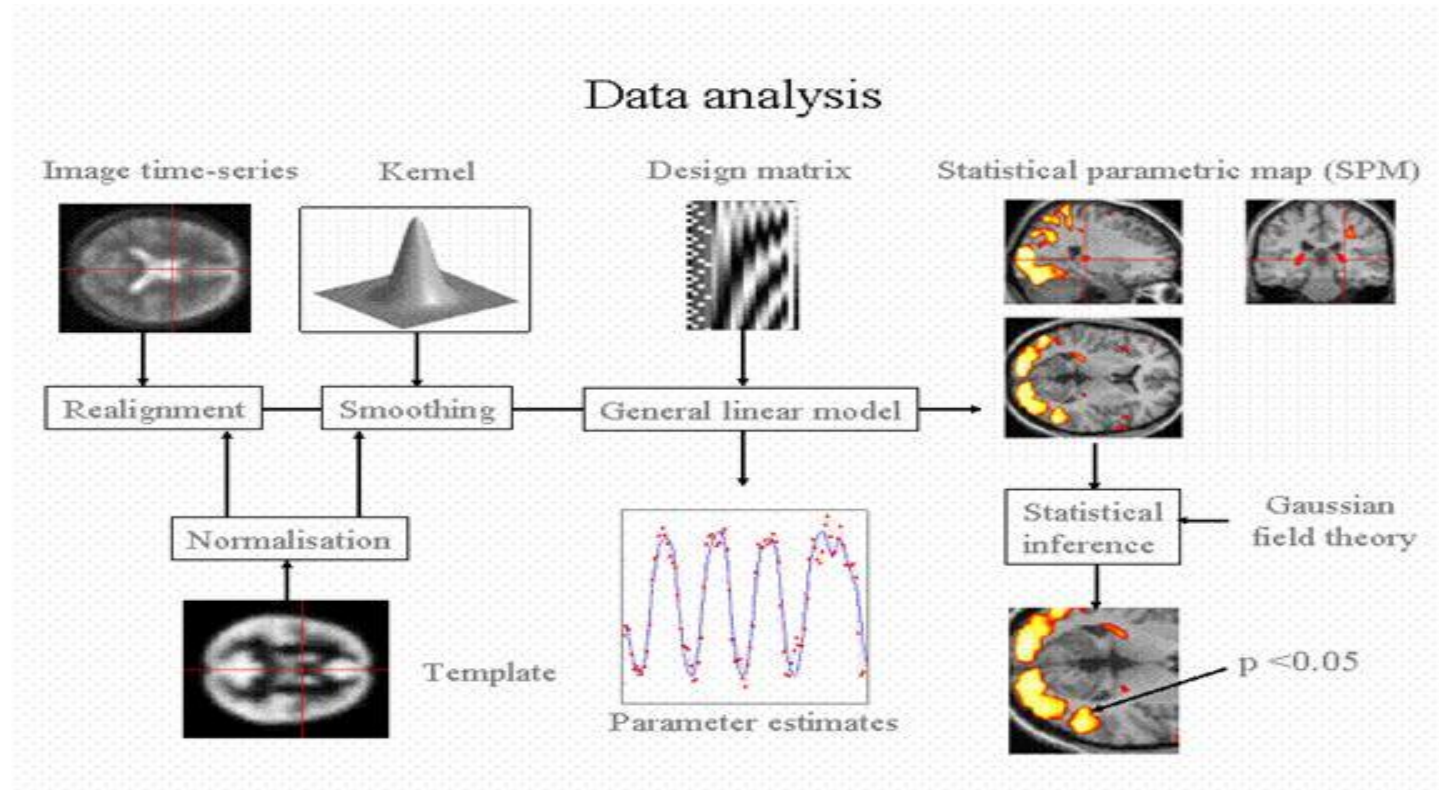 Data analysis
Image time-series
Kernel
Design matrix
Statistical parametric map (SPM)
Realignment
Smoothing
General linear model
Normalisation
Statistical
inference
Gaussian
field theory
Template
Parameter estimates
p <0.05